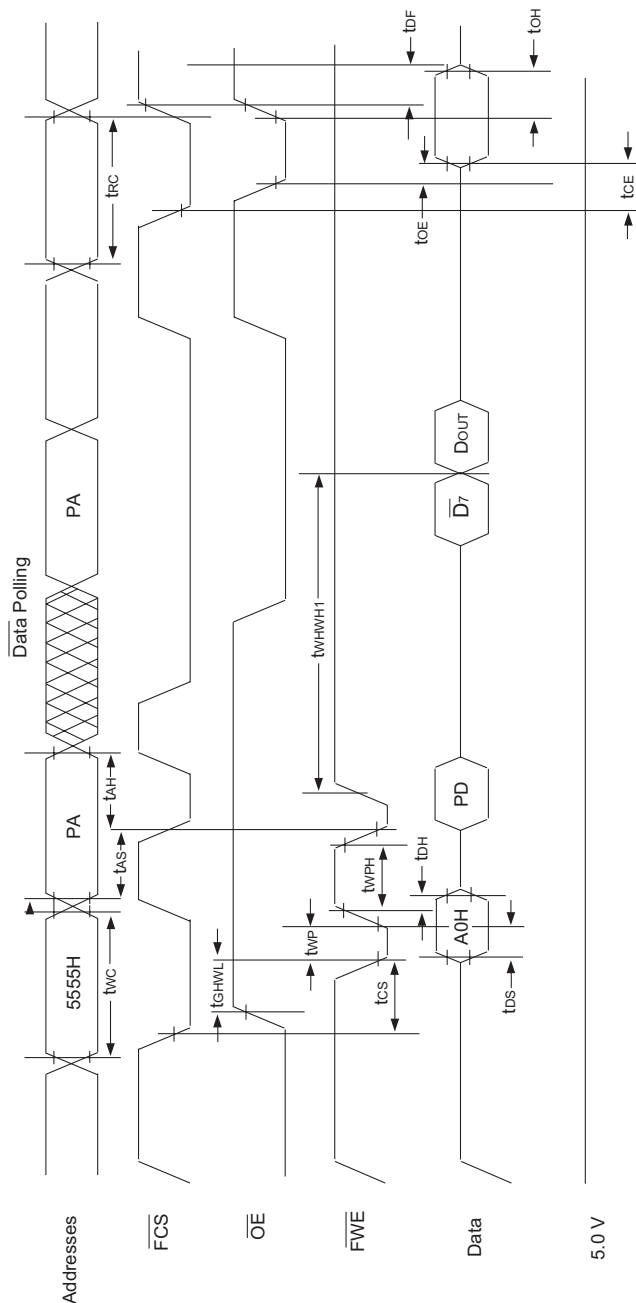 Data Polling
Addresses
5555H
PA
PA
tWC
tAS
tAH
tRC
FCS
OE
tGHWL
FWE
tCS
tWP
tWPH
tWHWH1
tDF
Data
A0H
PD
D7
DOUT
tDS
tDH
tOE
tCE
tOH
5.0 V